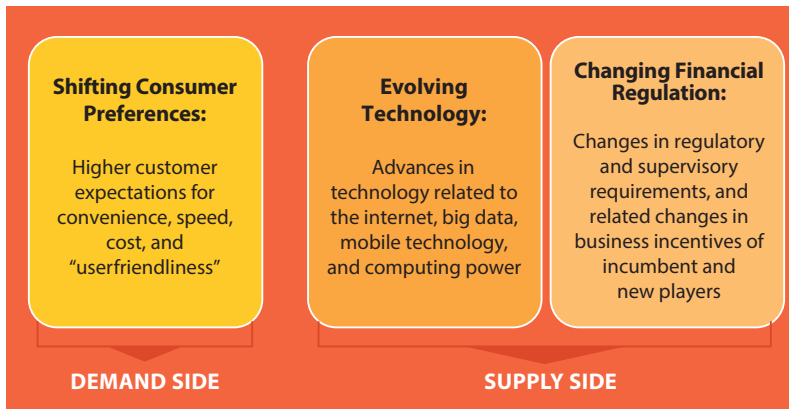 Shifting Consumer
Preferences:
Higher customer
expectations for
convenience, speed,
cost, and
“userfriendliness”
Evolving
Technology:
Advances in
technology related to
the internet, big data,
mobile technology,
and computing power
Changing Financial
Regulation:
Changes in regulatory
and supervisory
requirements, and
related changes in
business incentives of
incumbent and
new players
DEMAND SIDE
SUPPLY SIDE